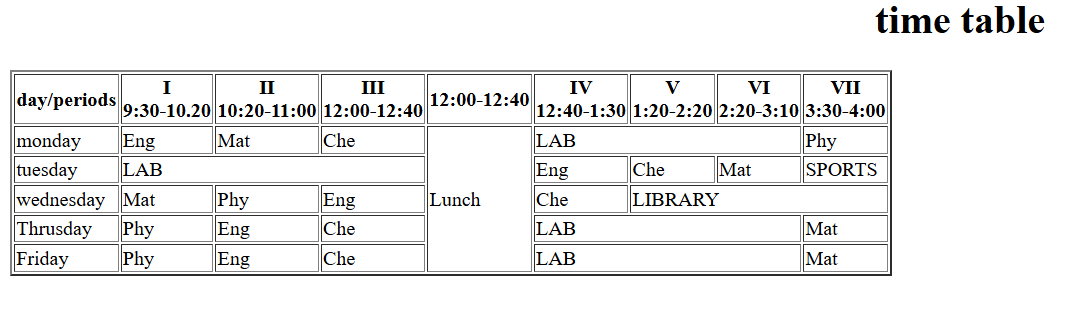 time table
day/periods I 9:30-10.20 II 10:20-11:00 III 12:00-12:40 12:00-12:40 IV 12:40-1:30 V 1:20-2:20 VI 2:20-3:10 VII 3:30-4:00
monday Eng Mat Che Lunch LAB Phy
tuesday LAB Eng Che Mat SPORTS
wednesday Mat Phy Eng Che LIBRARY
Thrusday Phy Eng Che LAB Mat
Friday Phy Eng Che LAB Mat